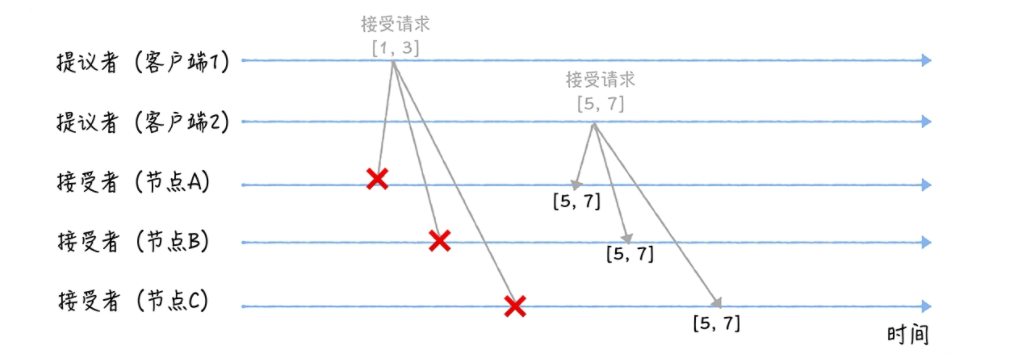 接受请求
[1, 3]
提议者（客户端1）
接受请求
[5, 7]
提议者（客户端2）
接受者（节点A）
[5, 7]
接受者（节点B）
[5, 7]
接受者（节点C）
[5, 7]
时间